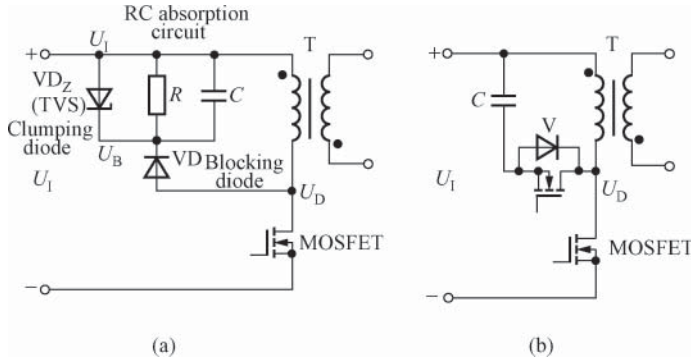 RC absorption
circuit
+
U_I
VD_Z
(TVS)
Clumping
diode
R
C
T
U_B
VD
Blocking
diode
U_I
U_D
MOSFET
−
(a)
+
T
C
V
U_I
U_D
MOSFET
−
(b)